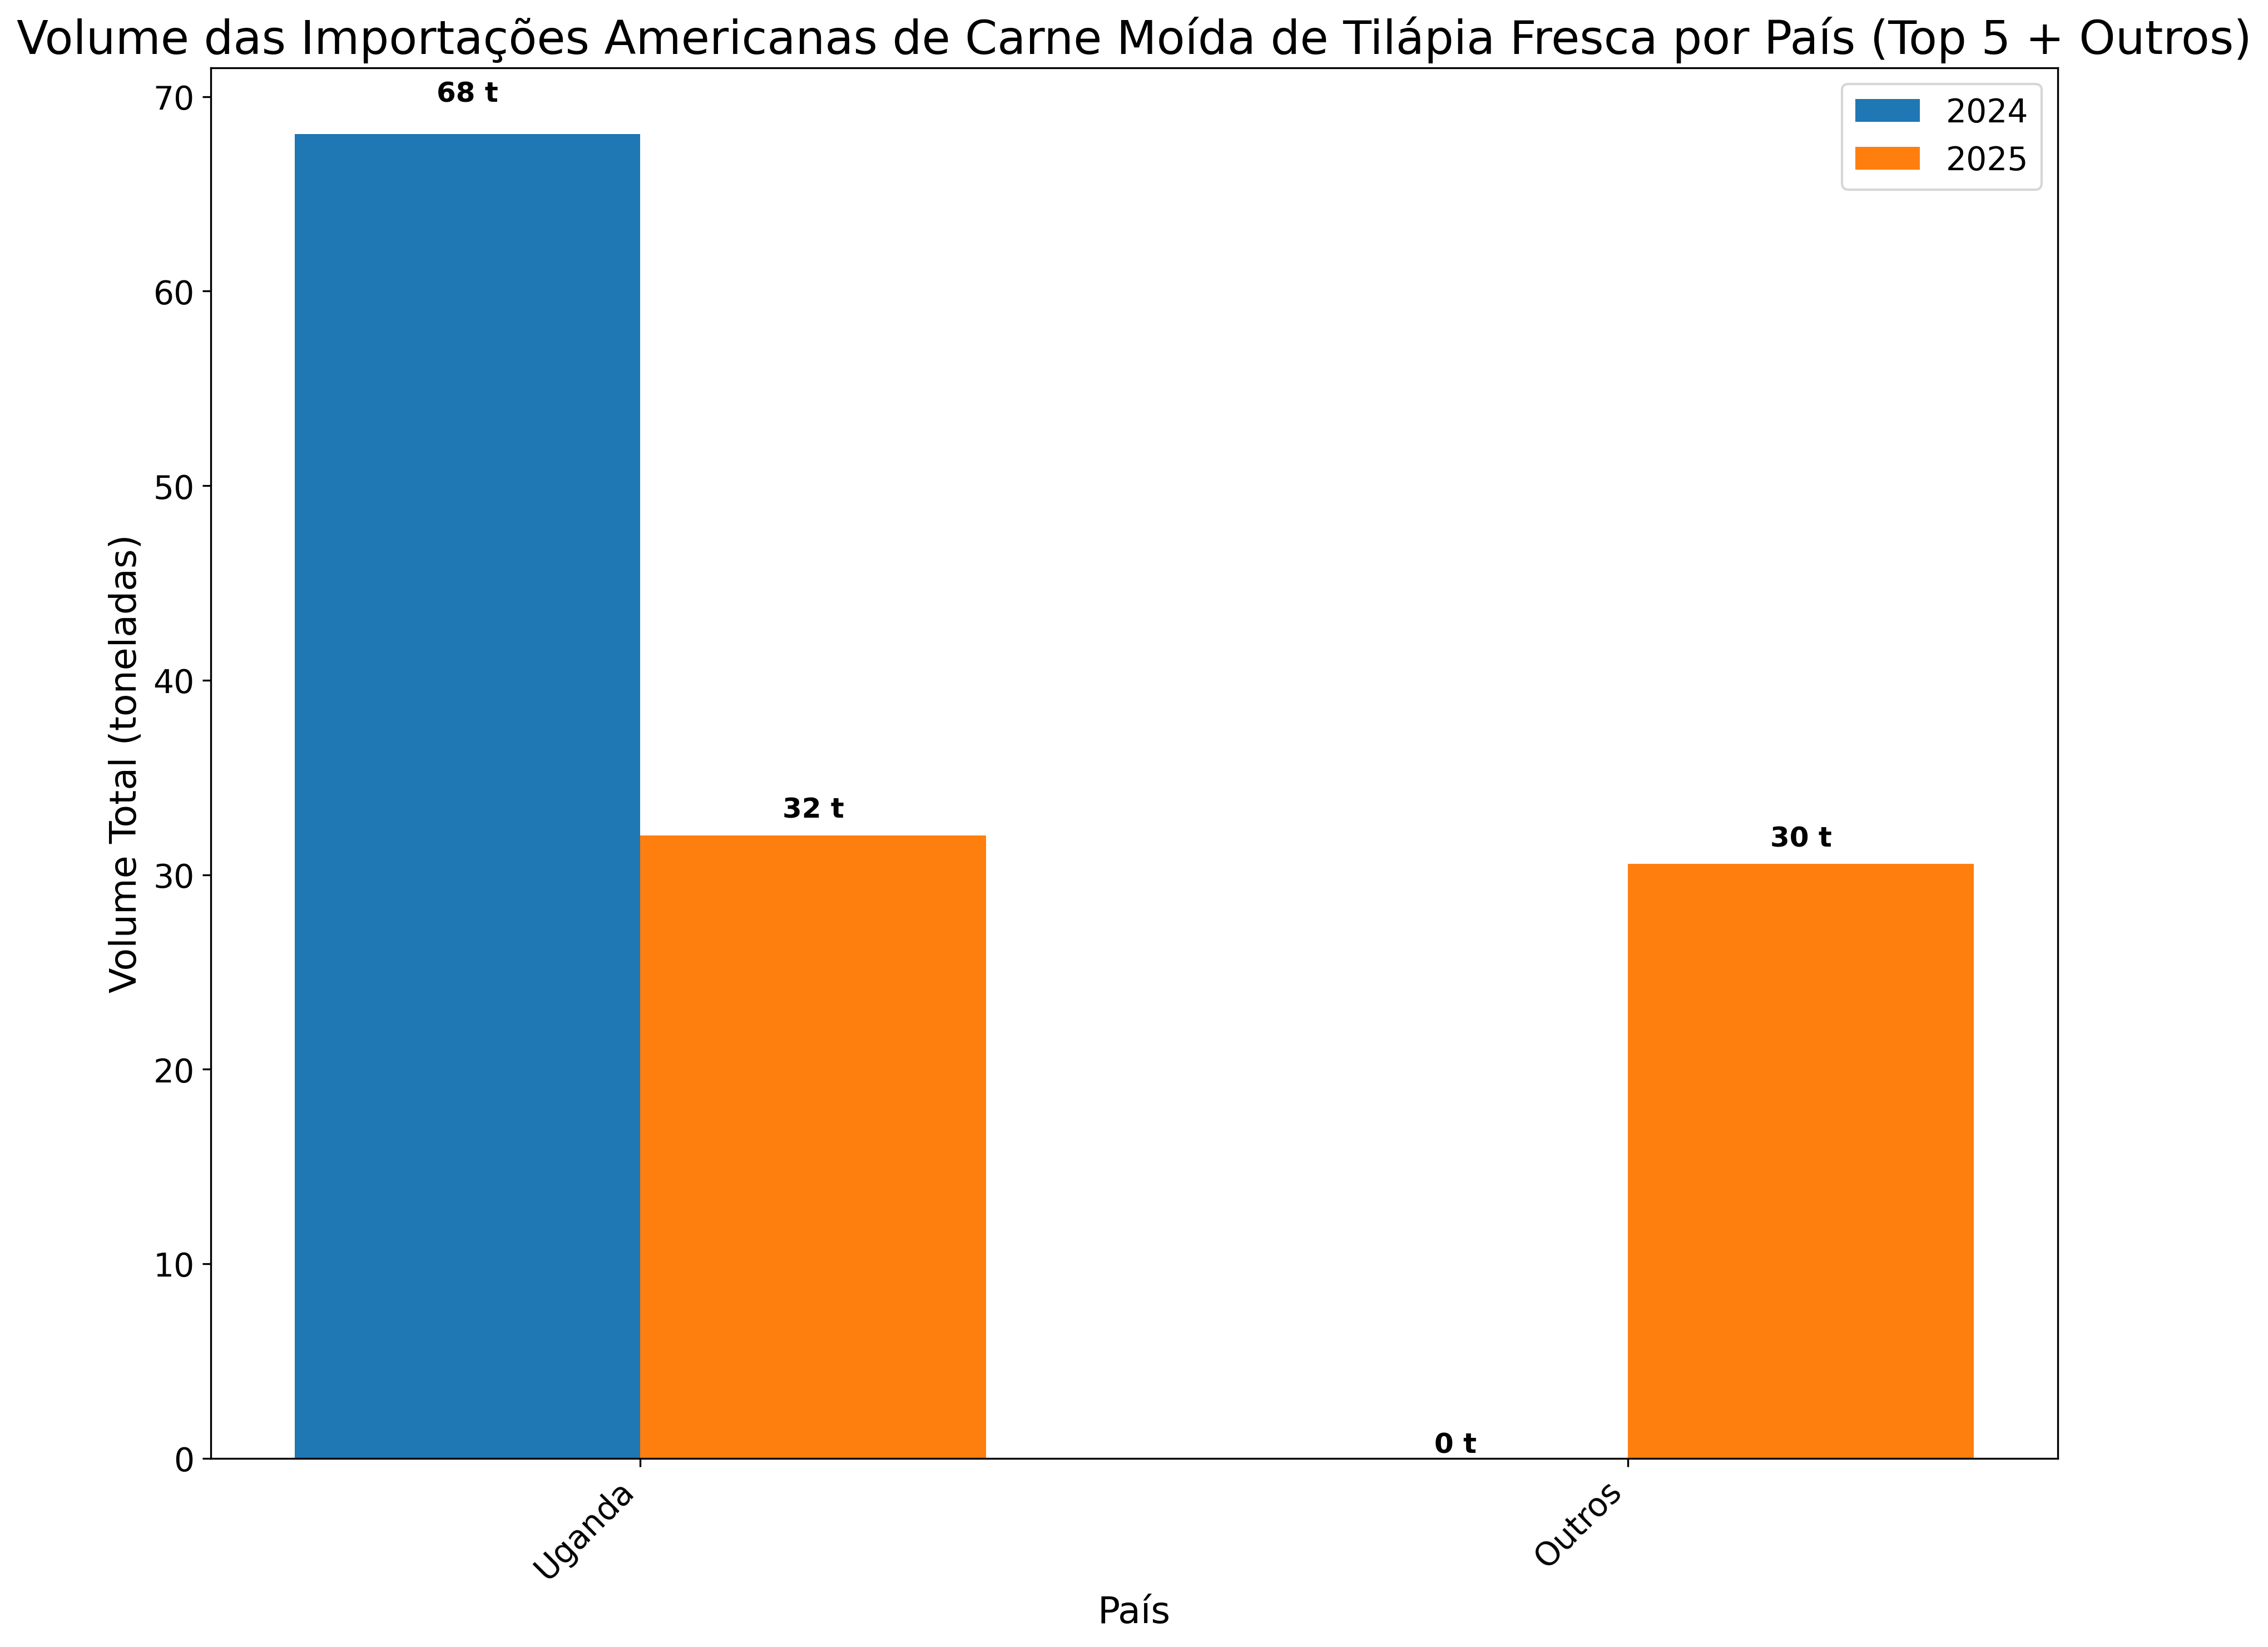 Volume das Importações Americanas de Carne Moída de Tilápia Fresca por País (Top 5 + Outros)
68 t
2024
2025
70
60
50
40
30
20
10
0
Volume Total (toneladas)
32 t
30 t
0 t
Uganda
Outros
País